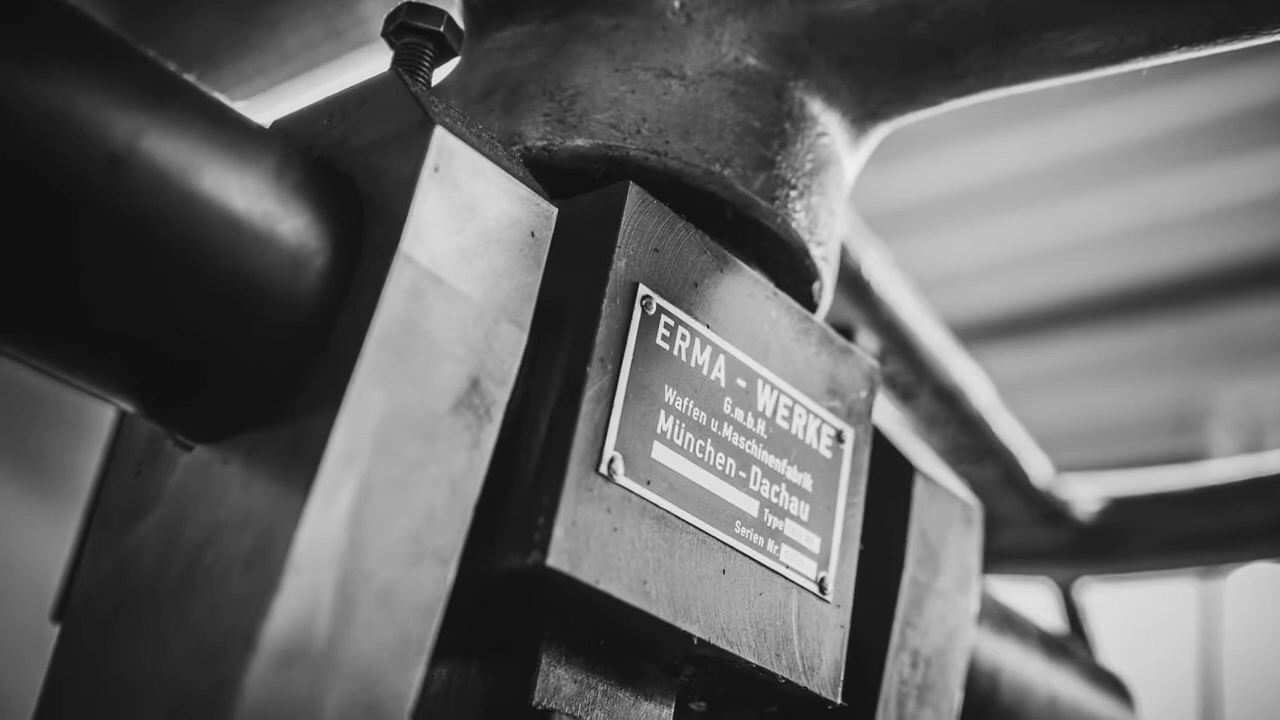 ERMA - WERKE
G.m.b.H.
Waffen u. Maschinenfabrik
München - Dachau
Type
Serien Nr.